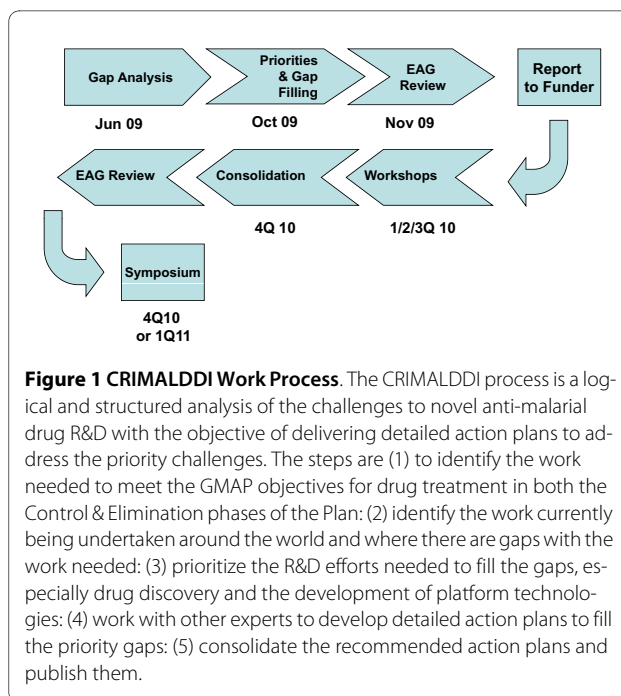 Gap Analysis
Priorities
& Gap
Filling
EAG
Review
Report
to Funder
Jun 09
Oct 09
Nov 09
EAG Review
Consolidation
Workshops
4Q 10
1/2/3Q 10
Symposium
4Q10
or 1Q11
Figure 1 CRIMALDDI Work Process. The CRIMALDDI process is a log-
ical and structured analysis of the challenges to novel anti-malarial
drug R&D with the objective of delivering detailed action plans to ad-
dress the priority challenges. The steps are (1) to identify the work
needed to meet the GMAP objectives for drug treatment in both the
Control & Elimination phases of the Plan: (2) identify the work currently
being undertaken around the world and where there are gaps with the
work needed: (3) prioritize the R&D efforts needed to fill the gaps, es-
pecially drug discovery and the development of platform technolo-
gies: (4) work with other experts to develop detailed action plans to fill
the priority gaps: (5) consolidate the recommended action plans and
publish them.